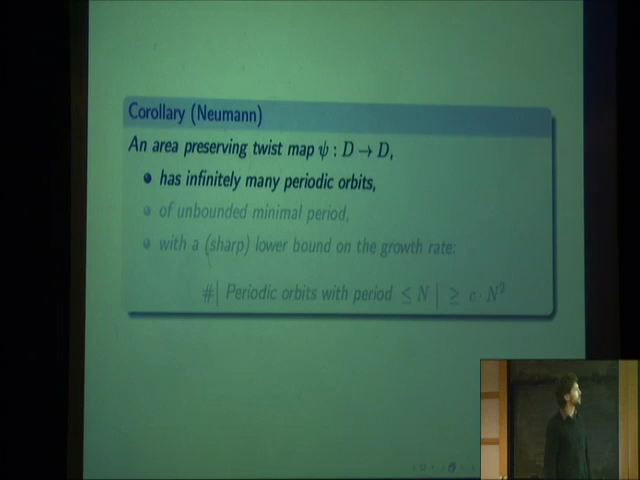 Corollary (Neumann)
An area preserving twist map ψ : D → D,
• has infinitely many periodic orbits,
• of unbounded minimal period,
• with a (sharp) lower bound on the growth rate:
#| Periodic orbits with period ≤ N | ≥ c · N²